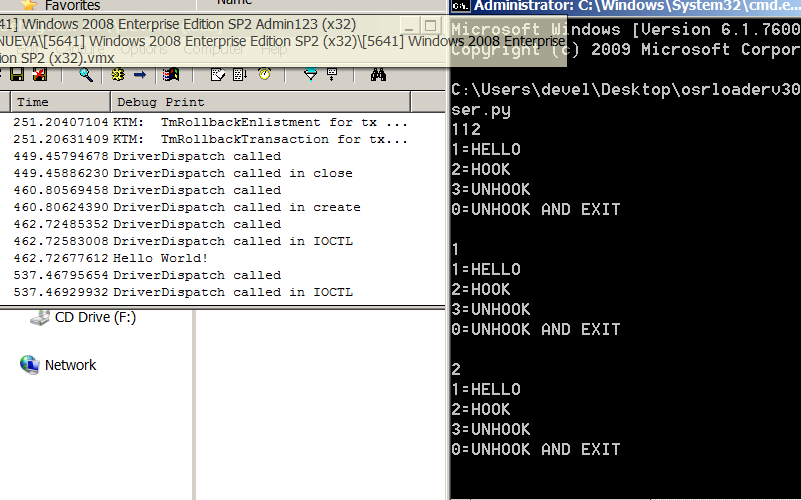 Favorites
Name
Administrator: C:\Windows\System32\cmd.e...
41] Windows 2008 Enterprise Edition SP2 Admin123 (x32)
NUEVA\[5641] Windows 2008 Enterprise Edition SP2 (x32)\[5641] Windows 2008 Enterprise
ion SP2 (x32).vmx
Time Debug Print
251.20407104 KTM: TmRollbackEnlistment for tx ...
251.20631409 KTM: TmRollbackTransaction for tx...
449.45794678 DriverDispatch called
449.45886230 DriverDispatch called in close
460.80569458 DriverDispatch called
460.80624390 DriverDispatch called in create
462.72485352 DriverDispatch called
462.72583008 DriverDispatch called in IOCTL
462.72677612 Hello World!
537.46795654 DriverDispatch called
537.46929932 DriverDispatch called in IOCTL
CD Drive (F:)
Network
Microsoft Windows [Version 6.1.7600
Copyright (c) 2009 Microsoft Corpor
C:\Users\devel\Desktop\osrloaderv30
ser.py
112
1=HELLO
2=HOOK
3=UNHOOK
0=UNHOOK AND EXIT
1
1=HELLO
2=HOOK
3=UNHOOK
0=UNHOOK AND EXIT
2
1=HELLO
2=HOOK
3=UNHOOK
0=UNHOOK AND EXIT